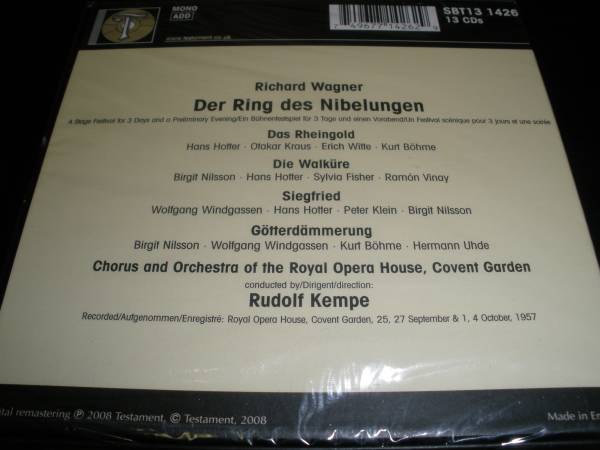 MONO
ADD
www.testament.co.uk
7 49677 14262 9
SBT13 1426
13 CDs
Richard Wagner
Der Ring des Nibelungen
A Stage Festival for 3 Days and a Preliminary Evening/Ein Bühnenfestspiel für 3 Tage und einen Vorabend/Un Festival scènique pour 3 jours et une soirée
Das Rheingold
Hans Hotter · Otakar Kraus · Erich Witte · Kurt Böhme
Die Walküre
Birgit Nilsson · Hans Hotter · Sylvia Fisher · Ramón Vinay
Siegfried
Wolfgang Windgassen · Hans Hotter · Peter Klein · Birgit Nilsson
Götterdämmerung
Birgit Nilsson · Wolfgang Windgassen · Kurt Böhme · Hermann Uhde
Chorus and Orchestra of the Royal Opera House, Covent Garden
conducted by/Dirigent/direction:
Rudolf Kempe
Recorded/Aufgenommen/Enregistré: Royal Opera House, Covent Garden, 25, 27 September & 1, 4 October, 1957
ital remastering ℗ 2008 Testament, © Testament, 2008
Made in En